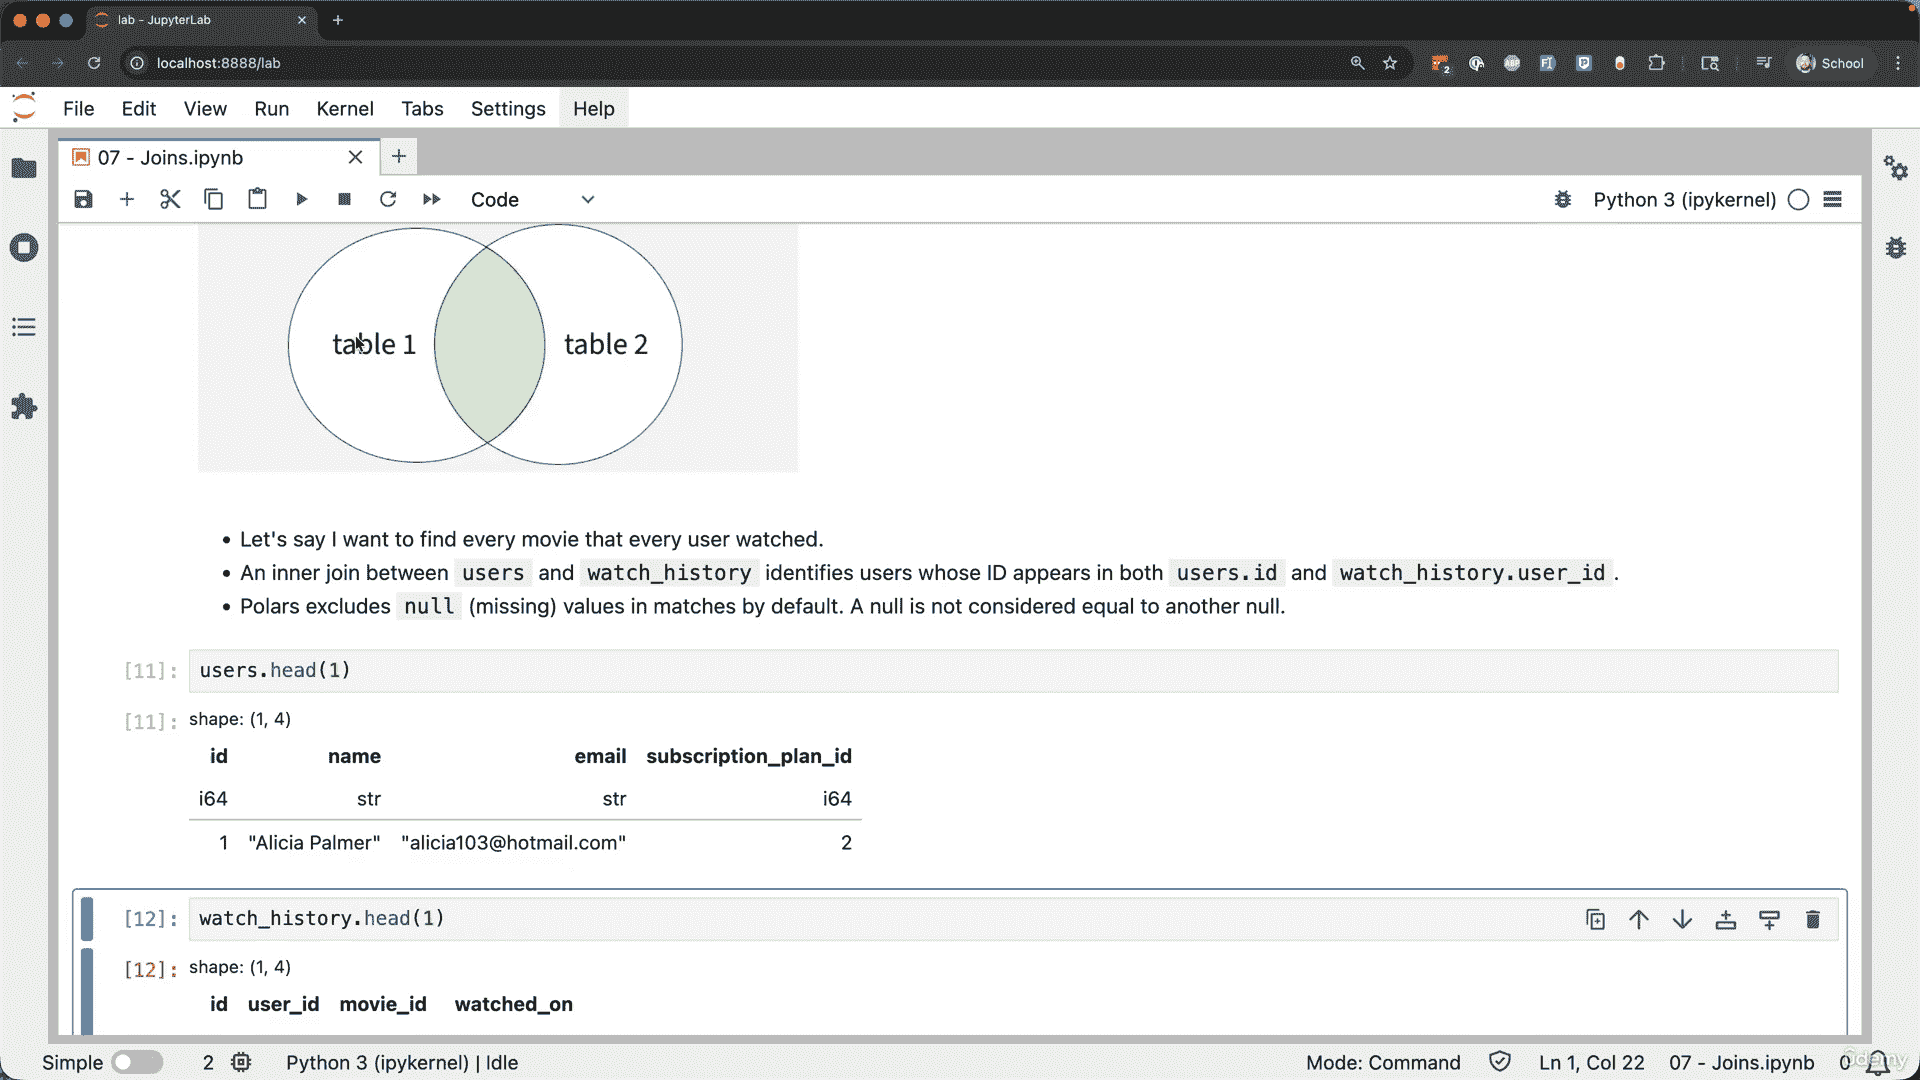 lab - JupyterLab
localhost:8888/lab
2
ABP
School
File Edit View Run Kernel Tabs Settings Help
07 - Joins.ipynb
Code
Python 3 (ipykernel)
table 1
table 2
• Let's say I want to find every movie that every user watched.
• An inner join between users and watch_history identifies users whose ID appears in both users.id and watch_history.user_id.
• Polars excludes null (missing) values in matches by default. A null is not considered equal to another null.
[11]: users.head(1)
[11]: shape: (1, 4)
id name email subscription_plan_id
i64 str str i64
1 "Alicia Palmer" "alicia103@hotmail.com" 2
[12]: watch_history.head(1)
[12]: shape: (1, 4)
id user_id movie_id watched_on
Simple 2 Python 3 (ipykernel) | Idle Mode: Command Ln 1, Col 22 07 - Joins.ipynb 0
udemy